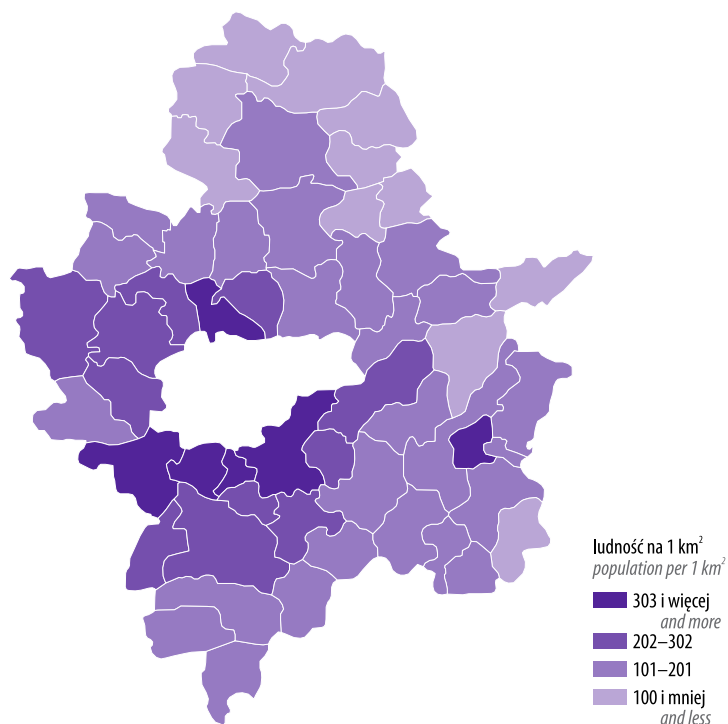 ludność na 1 km²
population per 1 km²
303 i więcej
and more
202–302
101–201
100 i mniej
and less